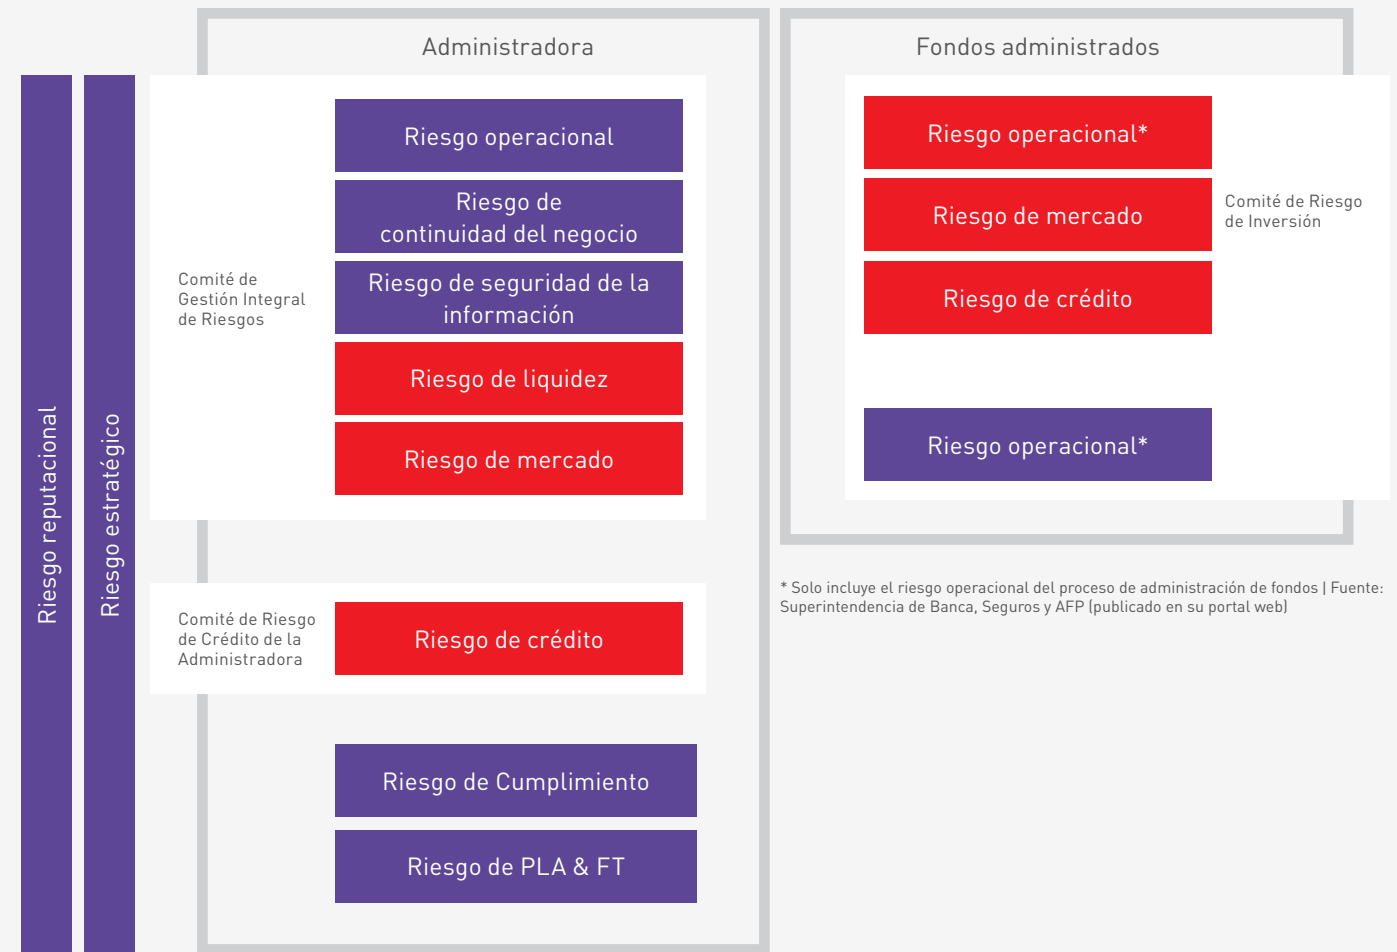 Riesgo reputacional
Riesgo estratégico
Administradora
Comité de
Gestión Integral
de Riesgos
Riesgo operacional
Riesgo de
continuidad del negocio
Riesgo de seguridad de la
información
Riesgo de liquidez
Riesgo de mercado
Comité de Riesgo
de Crédito de la
Administradora
Riesgo de crédito
Riesgo de Cumplimiento
Riesgo de PLA & FT
Fondos administrados
Riesgo operacional*
Riesgo de mercado
Riesgo de crédito
Comité de Riesgo
de Inversión
Riesgo operacional*
* Solo incluye el riesgo operacional del proceso de administración de fondos | Fuente:
Superintendencia de Banca, Seguros y AFP (publicado en su portal web)